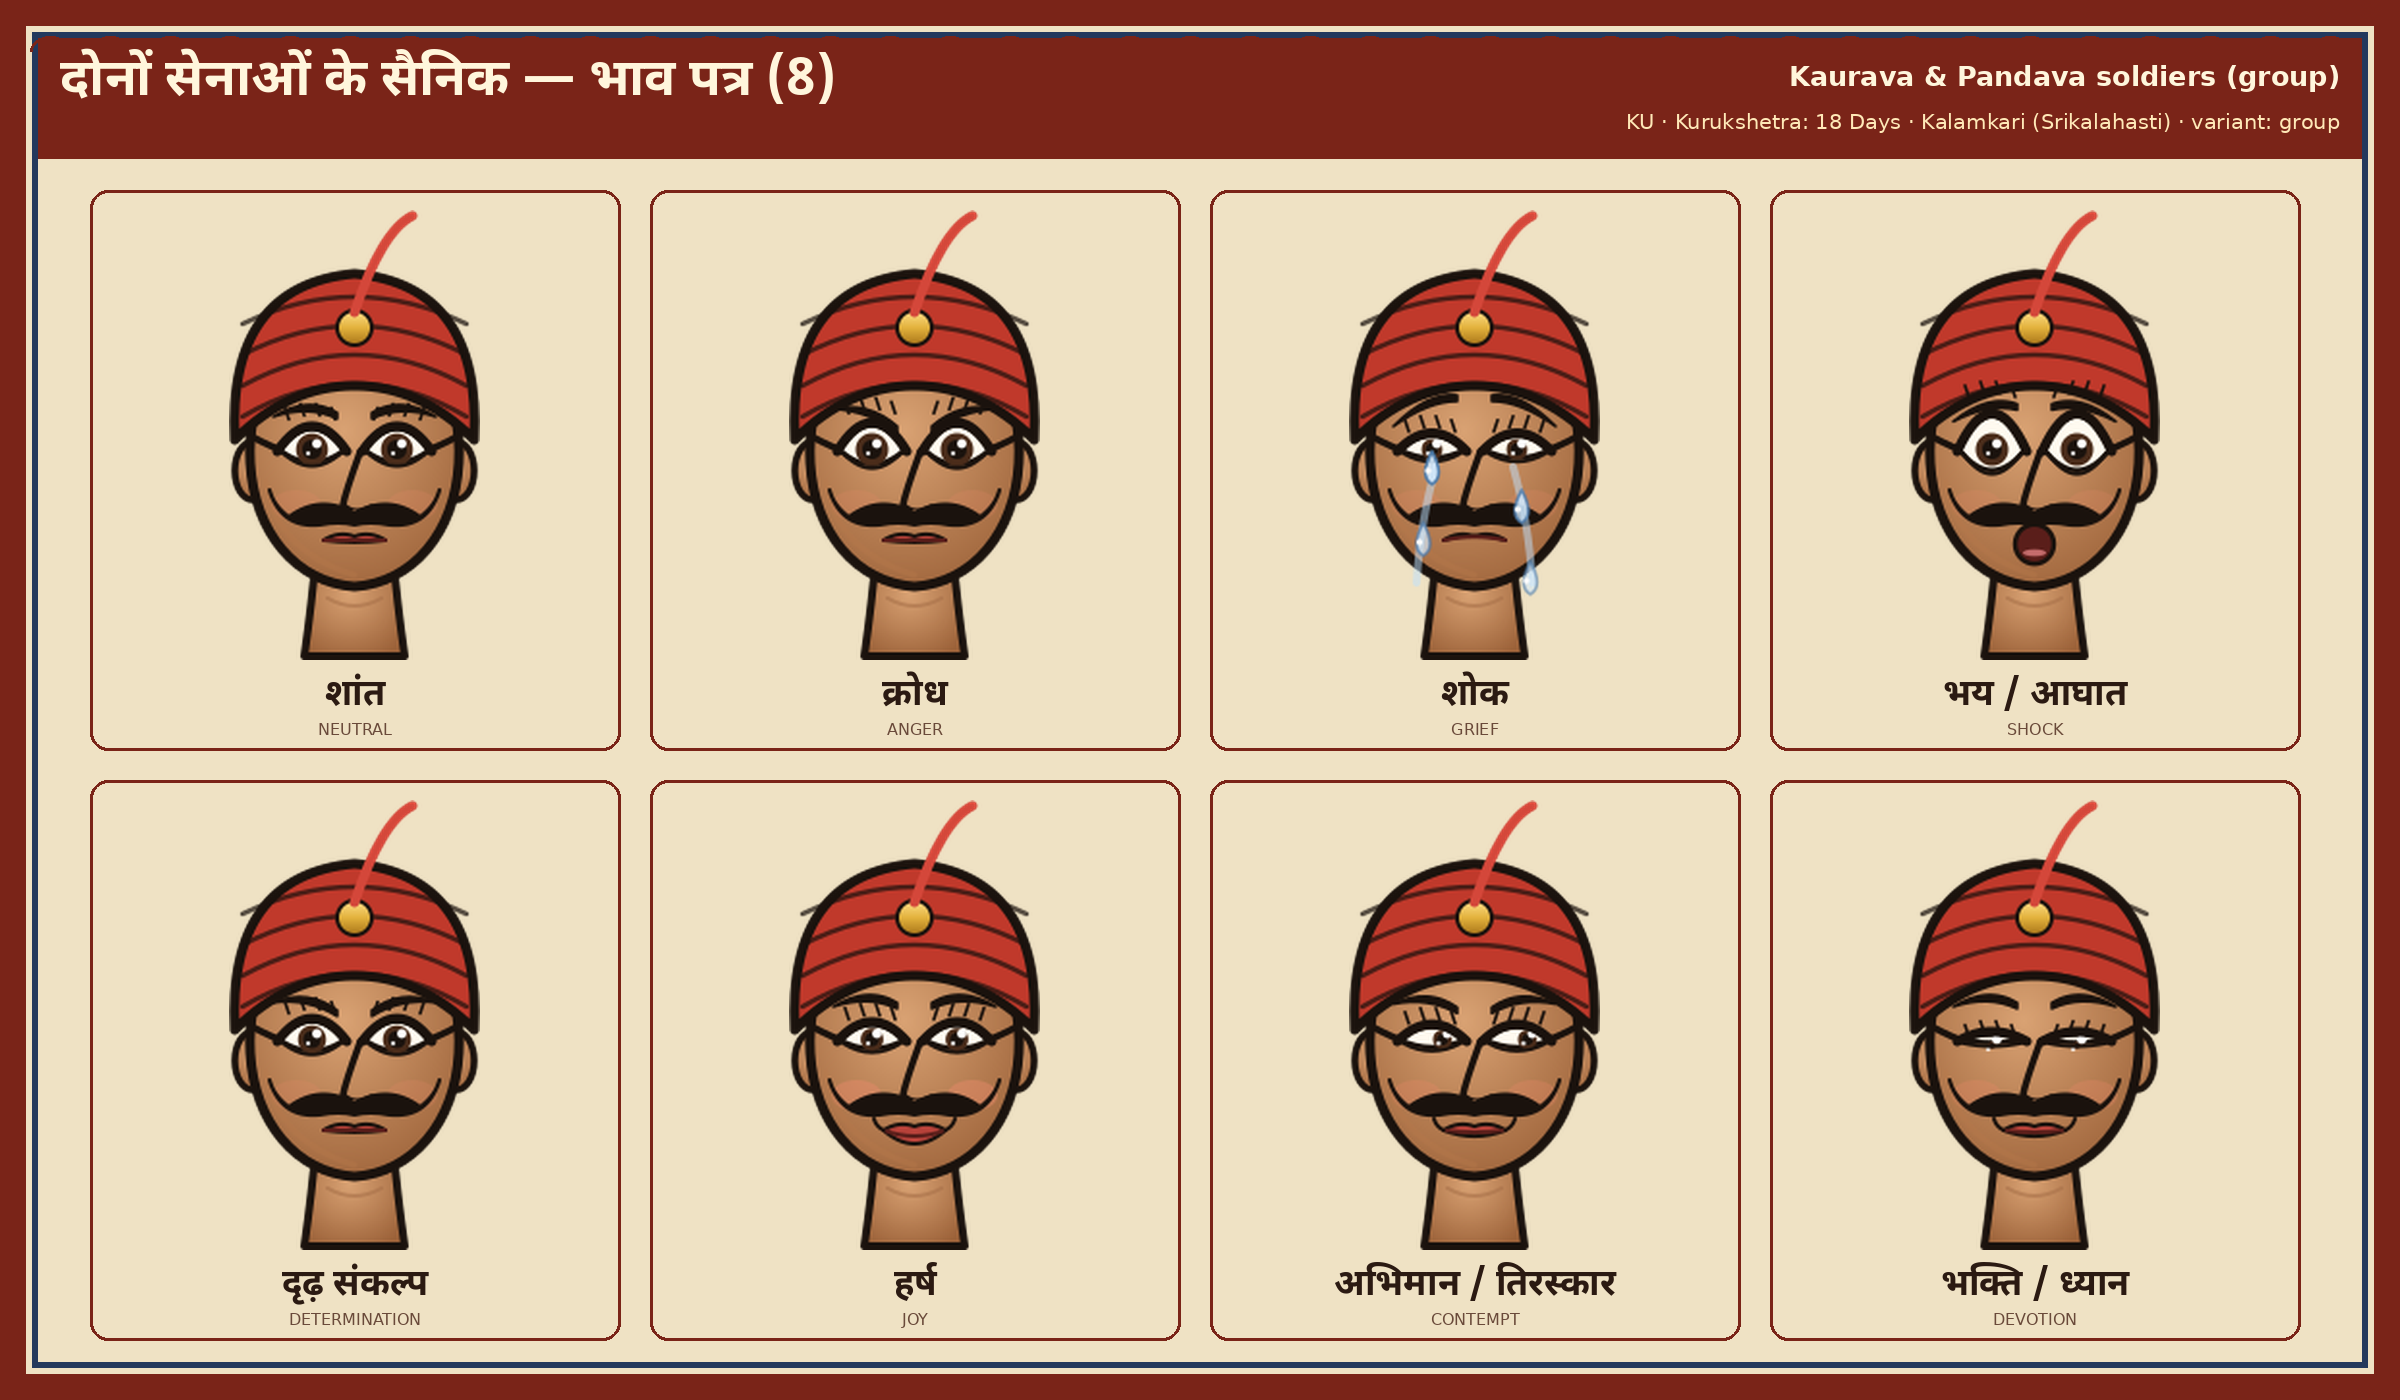 दोनों सेनाओं के सैनिक — भाव पत्र (8)
Kaurava & Pandava soldiers (group)
KU · Kurukshetra: 18 Days · Kalamkari (Srikalahasti) · variant: group
शांत
NEUTRAL
क्रोध
ANGER
शोक
GRIEF
भय / आघात
SHOCK
दृढ़ संकल्प
DETERMINATION
हर्ष
JOY
अभिमान / तिरस्कार
CONTEMPT
भक्ति / ध्यान
DEVOTION